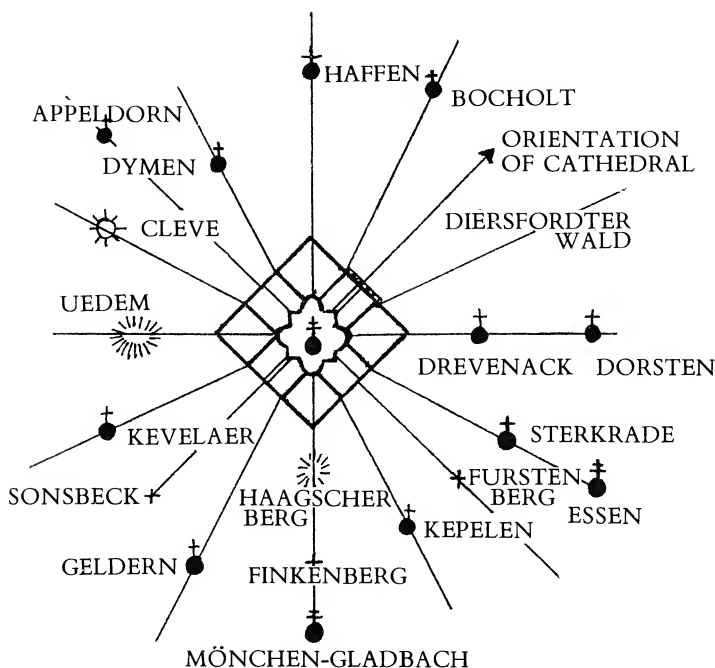 HAFFEN
BOCHOLT
APPELDORN
DYMEN
ORIENTATION
OF CATHEDRAL
CLEVE
DIERSFORDTER
WALD
UEDEM
DREVENACK
DORSTEN
KEVELAER
STERKRADE
SONSBECK
HAAGSCHER
BERG
FURSTEN
BERG
ESSEN
KEPELEN
GELDERN
FINKENBERG
MÖNCHEN-GLADBACH